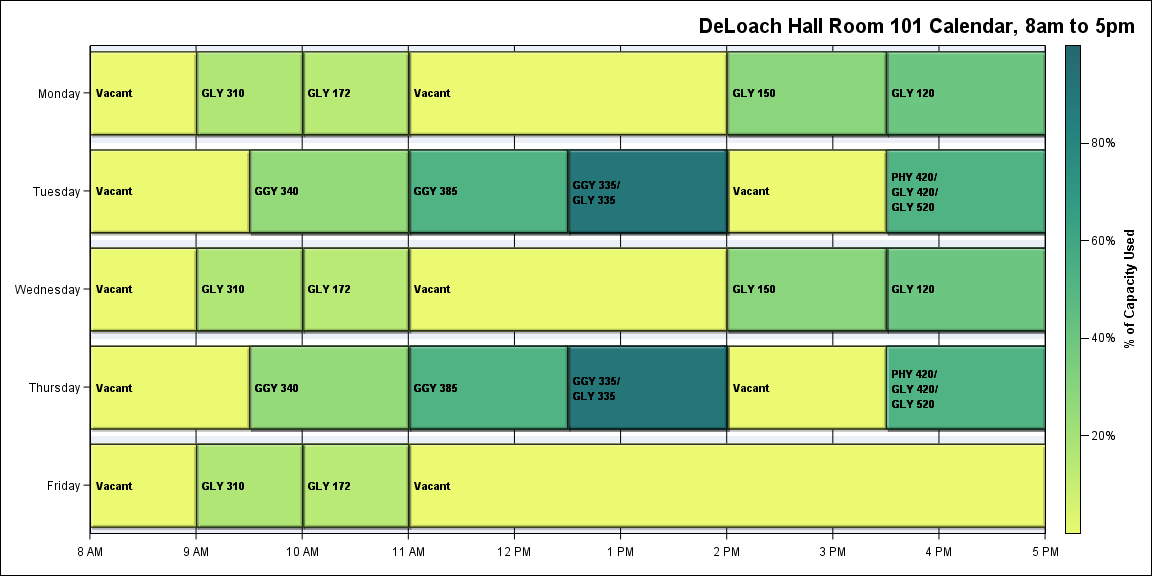 DeLoach Hall Room 101 Calendar, 8am to 5pm
Monday
Vacant
GLY 310
GLY 172
Vacant
GLY 150
GLY 120
Tuesday
Vacant
GGY 340
GGY 385
GGY 335/
GLY 335
Vacant
PHY 420/
GLY 420/
GLY 520
Wednesday
Vacant
GLY 310
GLY 172
Vacant
GLY 150
GLY 120
Thursday
Vacant
GGY 340
GGY 385
GGY 335/
GLY 335
Vacant
PHY 420/
GLY 420/
GLY 520
Friday
Vacant
GLY 310
GLY 172
Vacant
8 AM
9 AM
10 AM
11 AM
12 PM
1 PM
2 PM
3 PM
4 PM
5 PM
80%
60%
40%
20%
% of Capacity Used